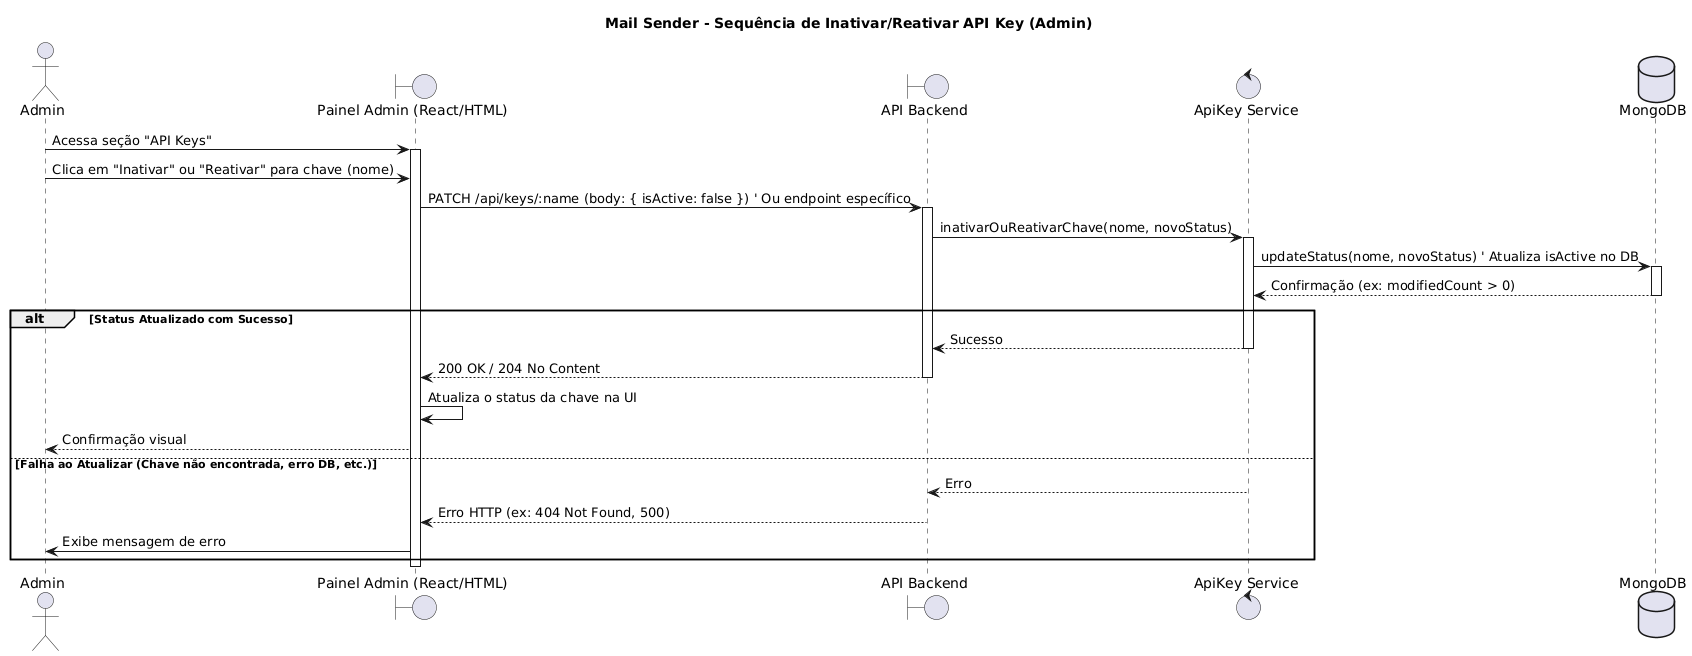 Mail Sender - Sequência de Inativar/Reativar API Key (Admin)
Admin
Painel Admin (React/HTML)
API Backend
ApiKey Service
MongoDB
Acessa seção "API Keys"
Clica em "Inativar" ou "Reativar" para chave (nome)
PATCH /api/keys/:name (body: { isActive: false }) ' Ou endpoint específico
inativarOuReativarChave(nome, novoStatus)
updateStatus(nome, novoStatus) ' Atualiza isActive no DB
Confirmação (ex: modifiedCount > 0)
alt
[Status Atualizado com Sucesso]
Sucesso
200 OK / 204 No Content
Atualiza o status da chave na UI
Confirmação visual
[Falha ao Atualizar (Chave não encontrada, erro DB, etc.)]
Erro
Erro HTTP (ex: 404 Not Found, 500)
Exibe mensagem de erro
Admin
Painel Admin (React/HTML)
API Backend
ApiKey Service
MongoDB